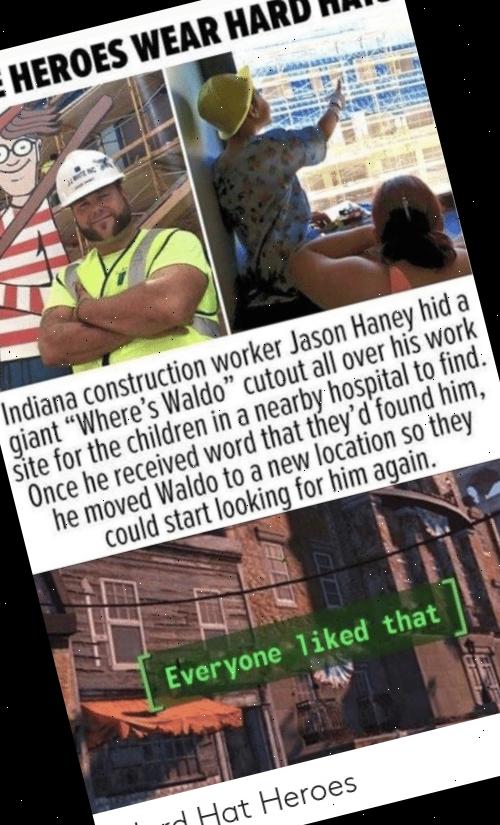 HEROES WEAR HARD
Indiana construction worker Jason Haney hid a
giant “Where’s Waldo” cutout all over his work
site for the children in a nearby hospital to find.
Once he received word that they’d found him,
he moved Waldo to a new location so they
could start looking for him again.
[Everyone liked that]
Hat Heroes